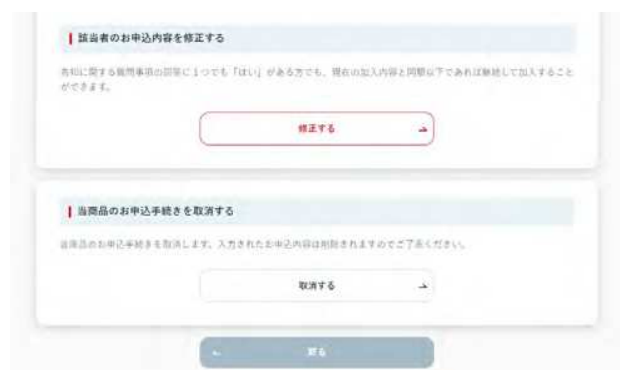 該当者のお申込内容を修正する
告知に関する質問事項の回答に1つでも「はい」がある方でも、現在の加入内容と同額以下であれば継続して加入すること
ができます。
修正する
当商品のお申込手続きを取消する
当商品のお申込手続きを取消します。入力されたお申込内容は削除されますのでご了承ください。
取消する
戻る